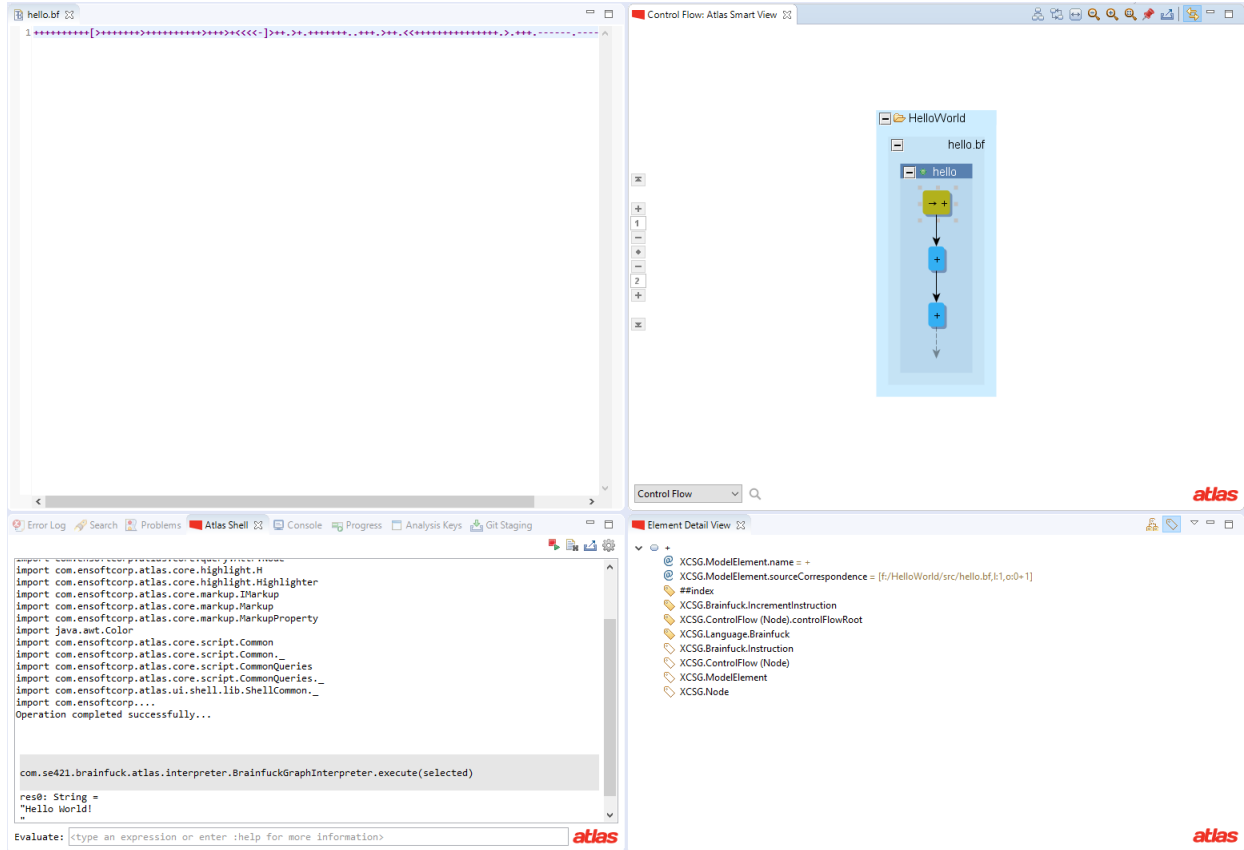 hello.bf
1 ++++++++++[>+++++++>++++++++++>+++>+<<<<-]>++.>+.+++++++..+++.>++.<<+++++++++++++++.>.+++.------.----
Control Flow: Atlas Smart View
HelloWorld
hello.bf
hello
→ +
+
+
+
1
−
−
2
+
Control Flow
atlas
Error Log Search Problems Atlas Shell Console Progress Analysis Keys Git Staging
import com.ensoftcorp.atlas.core.query.Attr.Node
import com.ensoftcorp.atlas.core.highlight.H
import com.ensoftcorp.atlas.core.highlight.Highlighter
import com.ensoftcorp.atlas.core.markup.IMarkup
import com.ensoftcorp.atlas.core.markup.Markup
import com.ensoftcorp.atlas.core.markup.MarkupProperty
import java.awt.Color
import com.ensoftcorp.atlas.core.script.Common
import com.ensoftcorp.atlas.core.script.Common._
import com.ensoftcorp.atlas.core.script.CommonQueries
import com.ensoftcorp.atlas.core.script.CommonQueries._
import com.ensoftcorp.atlas.ui.shell.lib.ShellCommon._
import com.ensoftcorp....
Operation completed successfully...
com.se421.brainfuck.atlas.interpreter.BrainfuckGraphInterpreter.execute(selected)
res0: String =
"Hello World!
"
Evaluate: <type an expression or enter :help for more information>
atlas
Element Detail View
+
XCSG.ModelElement.name = +
XCSG.ModelElement.sourceCorrespondence = [f:/HelloWorld/src/hello.bf,l:1,o:0+1]
##index
XCSG.Brainfuck.IncrementInstruction
XCSG.ControlFlow (Node).controlFlowRoot
XCSG.Language.Brainfuck
XCSG.Brainfuck.Instruction
XCSG.ControlFlow (Node)
XCSG.ModelElement
XCSG.Node
atlas